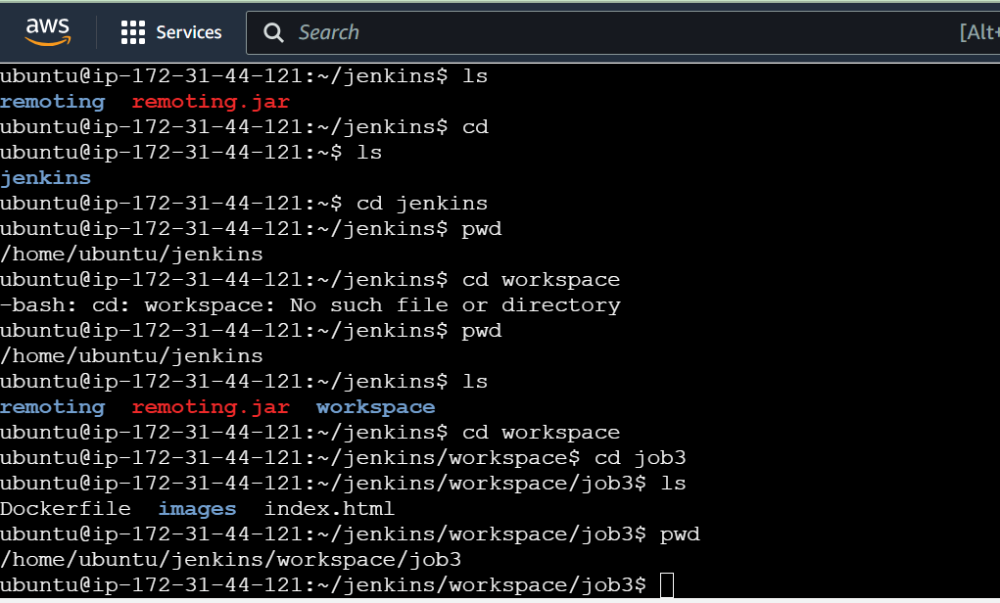 aws Services Search [Alt+
ubuntu@ip-172-31-44-121:~/jenkins$ ls
remoting  remoting.jar
ubuntu@ip-172-31-44-121:~/jenkins$ cd
ubuntu@ip-172-31-44-121:~$ ls
jenkins
ubuntu@ip-172-31-44-121:~$ cd jenkins
ubuntu@ip-172-31-44-121:~/jenkins$ pwd
/home/ubuntu/jenkins
ubuntu@ip-172-31-44-121:~/jenkins$ cd workspace
-bash: cd: workspace: No such file or directory
ubuntu@ip-172-31-44-121:~/jenkins$ pwd
/home/ubuntu/jenkins
ubuntu@ip-172-31-44-121:~/jenkins$ ls
remoting  remoting.jar  workspace
ubuntu@ip-172-31-44-121:~/jenkins$ cd workspace
ubuntu@ip-172-31-44-121:~/jenkins/workspace$ cd job3
ubuntu@ip-172-31-44-121:~/jenkins/workspace/job3$ ls
Dockerfile  images  index.html
ubuntu@ip-172-31-44-121:~/jenkins/workspace/job3$ pwd
/home/ubuntu/jenkins/workspace/job3
ubuntu@ip-172-31-44-121:~/jenkins/workspace/job3$